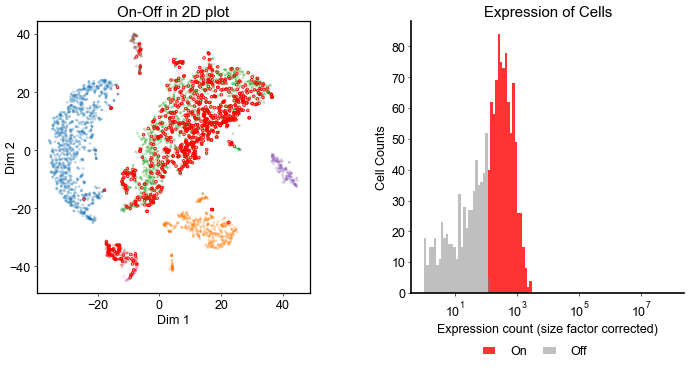 On-Off in 2D plot
Dim 2
40
20
0
−20
−40
−20
0
20
40
Dim 1
Expression of Cells
Cell Counts
80
70
60
50
40
30
20
10
0
10^1
10^3
10^5
10^7
Expression count (size factor corrected)
On
Off